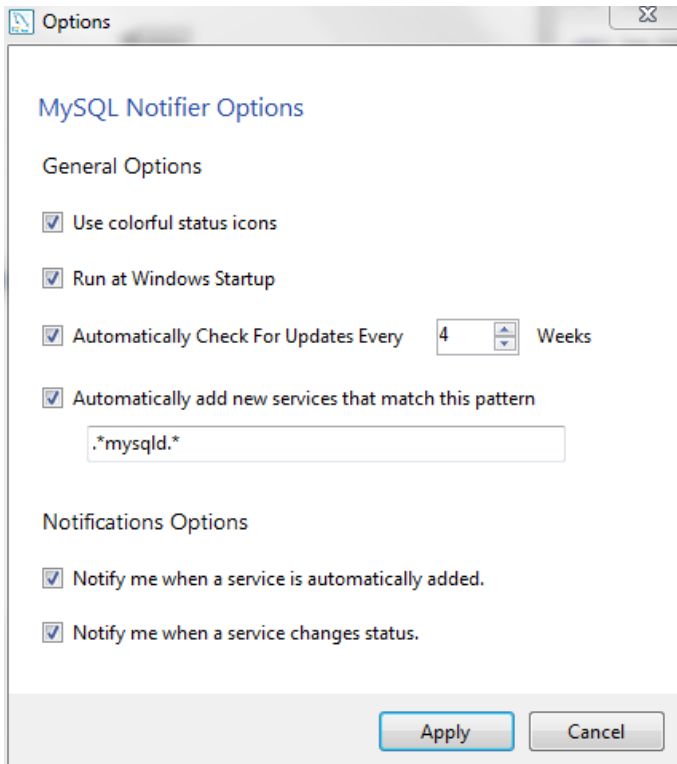 Options
MySQL Notifier Options
General Options
Use colorful status icons
Run at Windows Startup
Automatically Check For Updates Every 4 Weeks
Automatically add new services that match this pattern
.*mysqld.*
Notifications Options
Notify me when a service is automatically added.
Notify me when a service changes status.
Apply Cancel